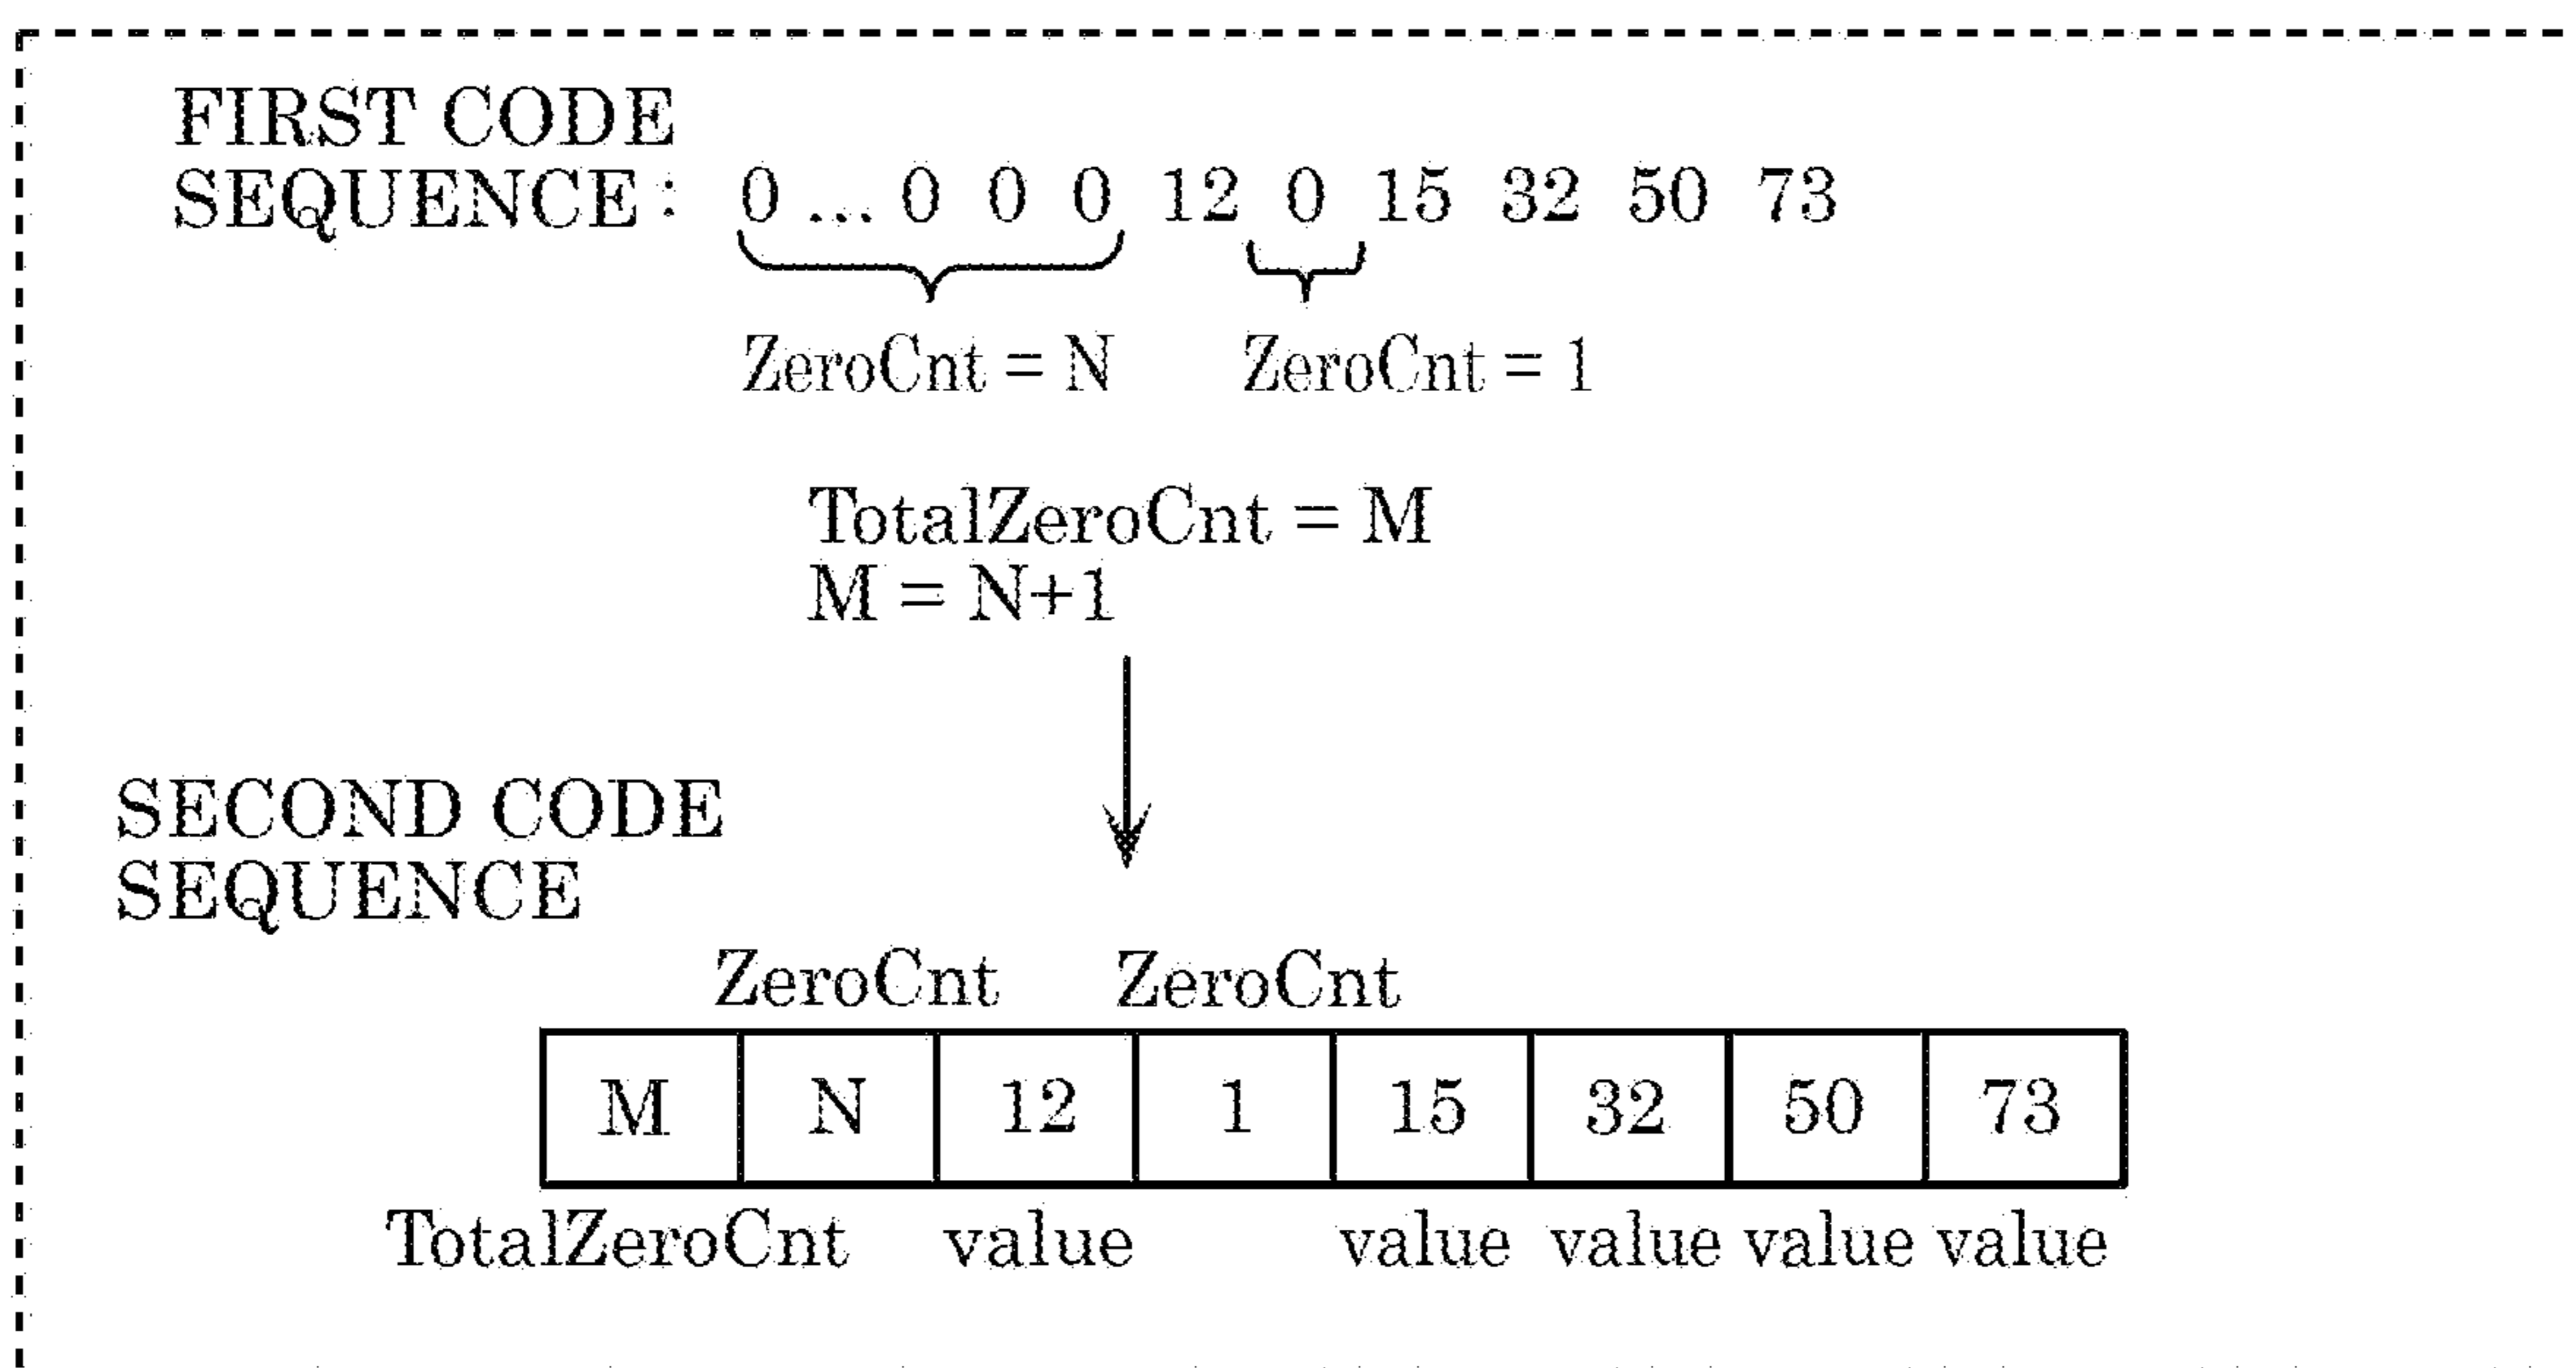 FIRST CODE
SEQUENCE : 0 ... 0 0 0 12 0 15 32 50 73
ZeroCnt = N ZeroCnt = 1
TotalZeroCnt = M
M = N+1
SECOND CODE
SEQUENCE
ZeroCnt ZeroCnt
M N 12 1 15 32 50 73
TotalZeroCnt value value value value value